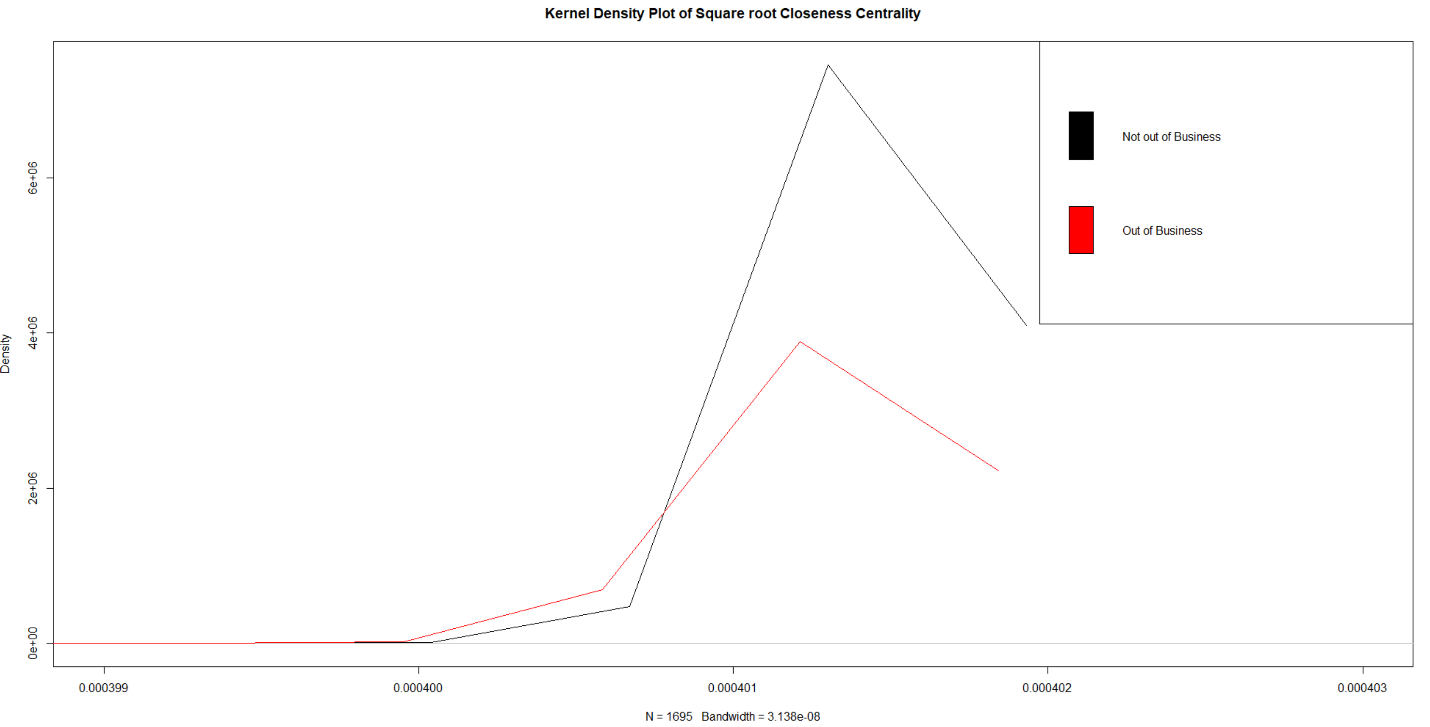 Kernel Density Plot of Square root Closeness Centrality
Density
6e+06
4e+06
2e+06
0e+00
Not out of Business
Out of Business
0.000399 0.000400 0.000401 0.000402 0.000403
N = 1695 Bandwidth = 3.138e-08